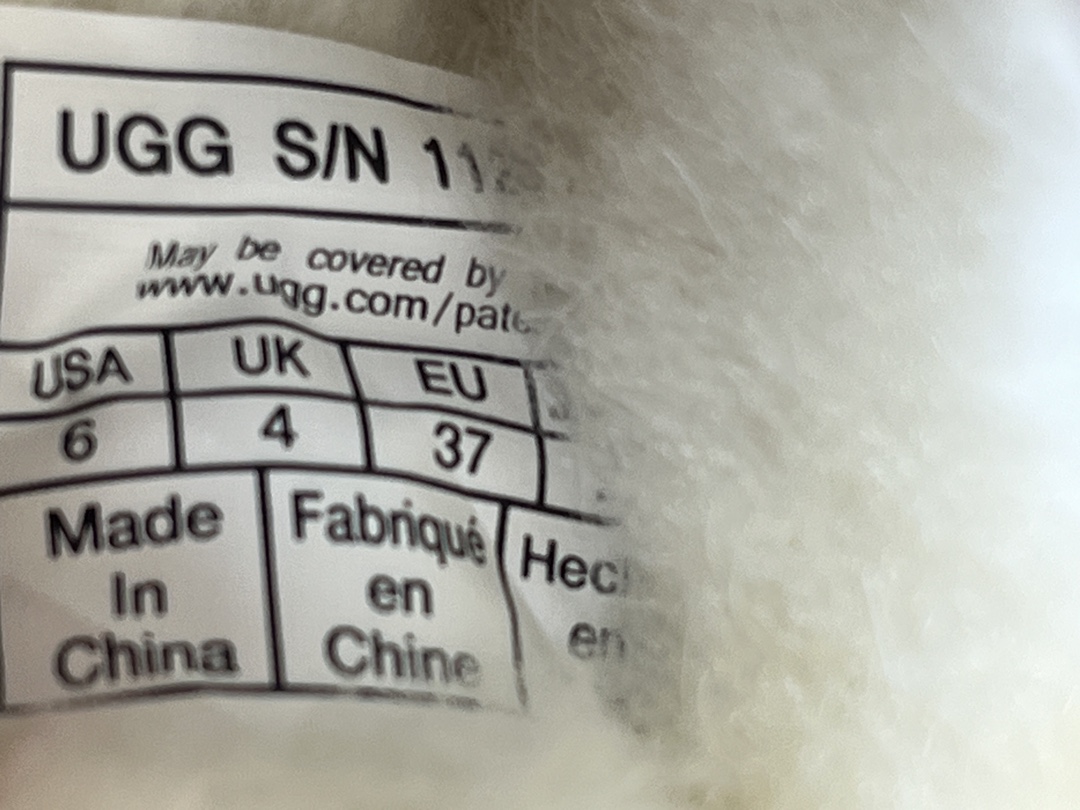 UGG S/N 11
May be covered by
www.ugg.com/pate
USA UK EU
6 4 37
Made Fabriqué Hec
In en en
China Chine